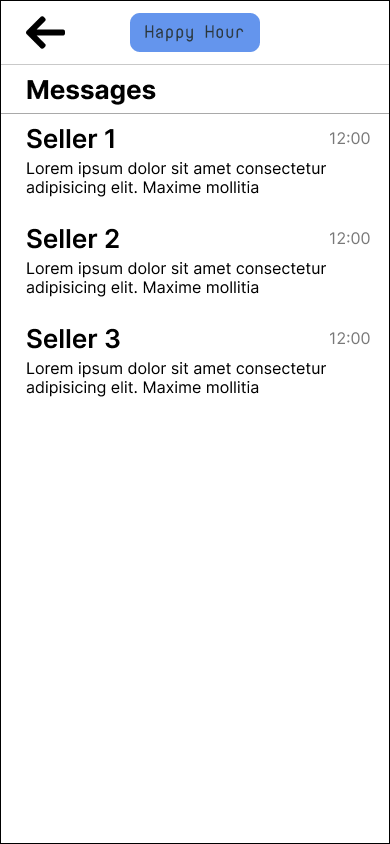 Happy Hour
Messages
Seller 1
12:00
Lorem ipsum dolor sit amet consectetur
adipisicing elit. Maxime mollitia
Seller 2
12:00
Lorem ipsum dolor sit amet consectetur
adipisicing elit. Maxime mollitia
Seller 3
12:00
Lorem ipsum dolor sit amet consectetur
adipisicing elit. Maxime mollitia